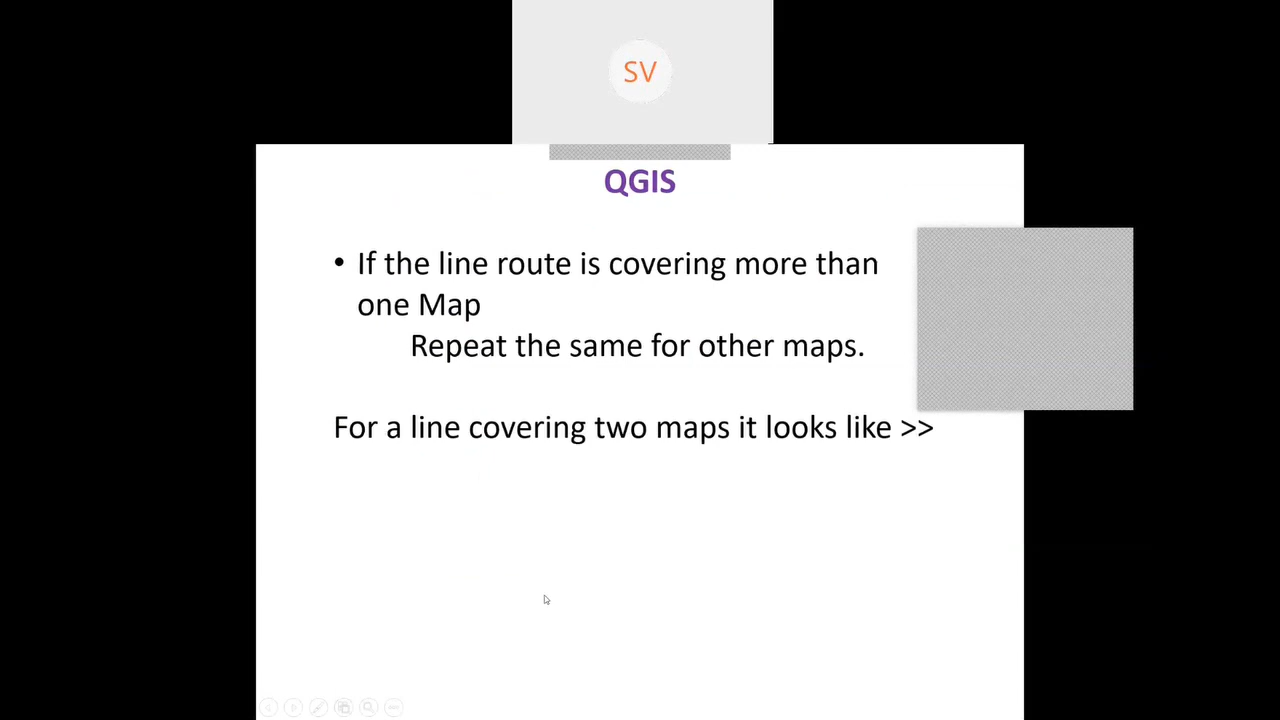 SV
QGIS
• If the line route is covering more than
one Map
Repeat the same for other maps.
For a line covering two maps it looks like >>